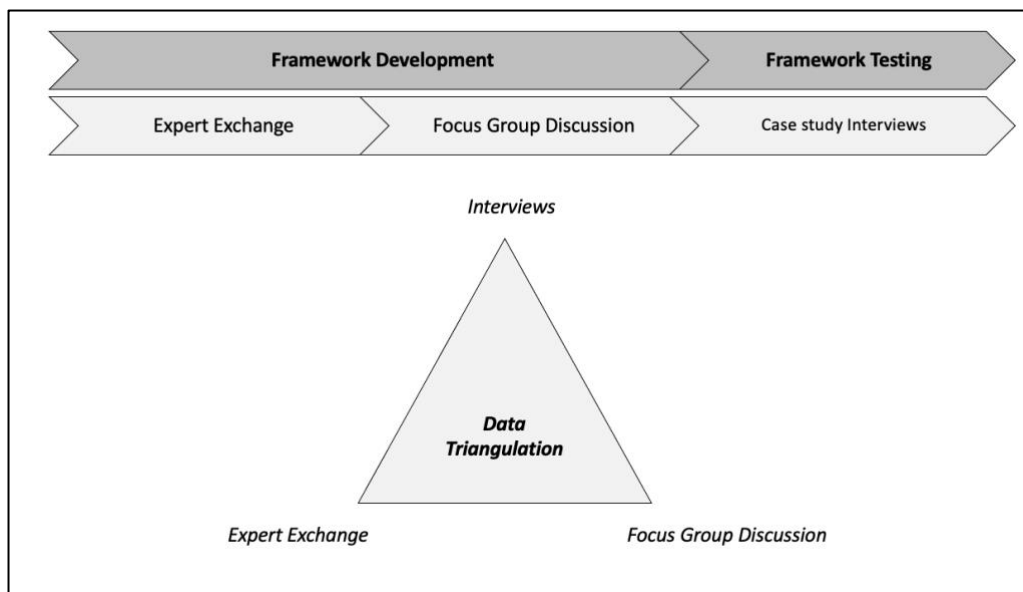 Framework Development
Framework Testing
Expert Exchange
Focus Group Discussion
Case study Interviews
Interviews
Data
Triangulation
Expert Exchange
Focus Group Discussion